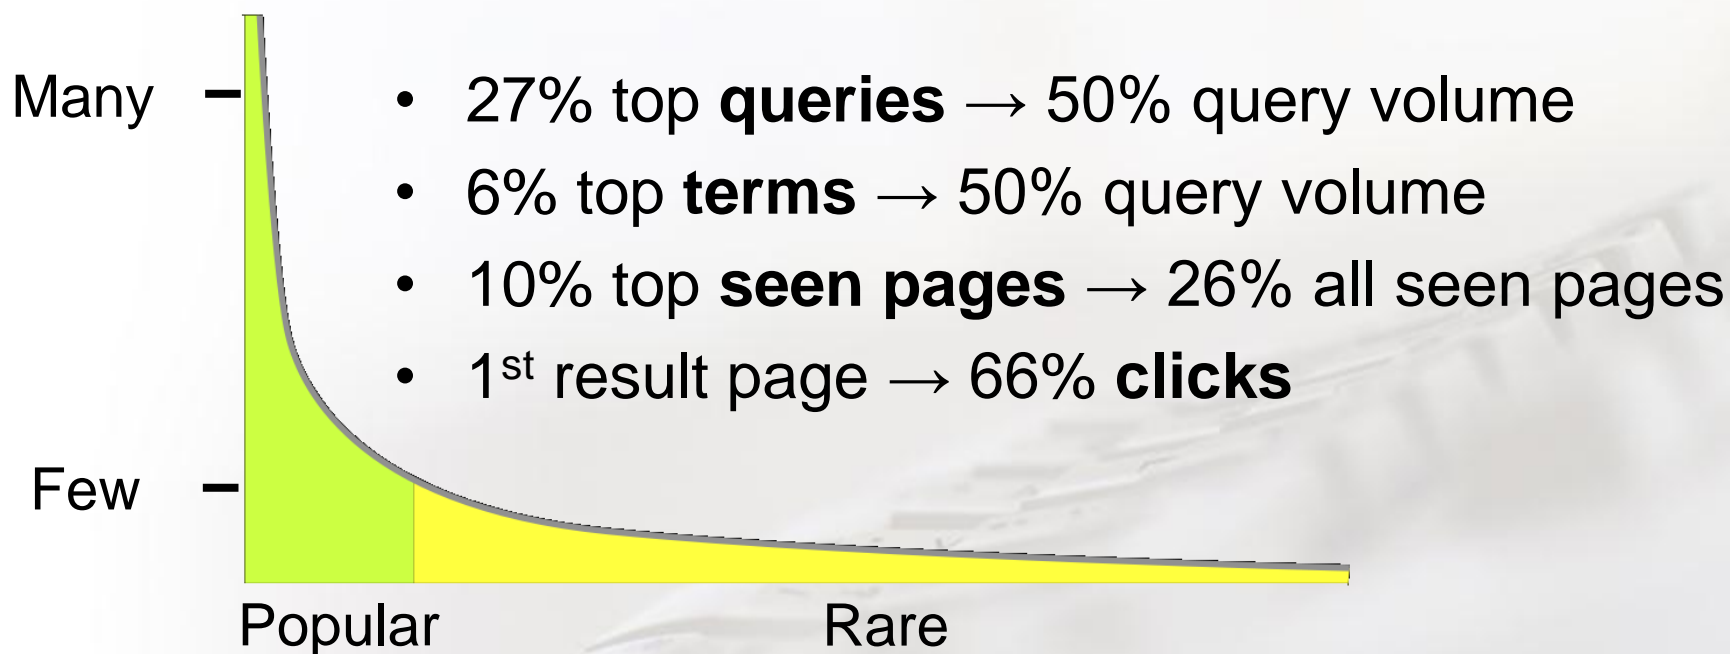 Many
• 27% top queries → 50% query volume
• 6% top terms → 50% query volume
• 10% top seen pages → 26% all seen pages
• 1st result page → 66% clicks
Few
Popular
Rare